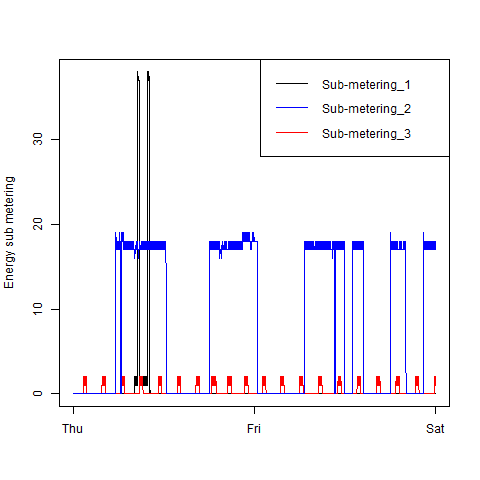 Sub-metering_1
Sub-metering_2
Sub-metering_3
Energy sub metering
30
20
10
0
Thu
Fri
Sat